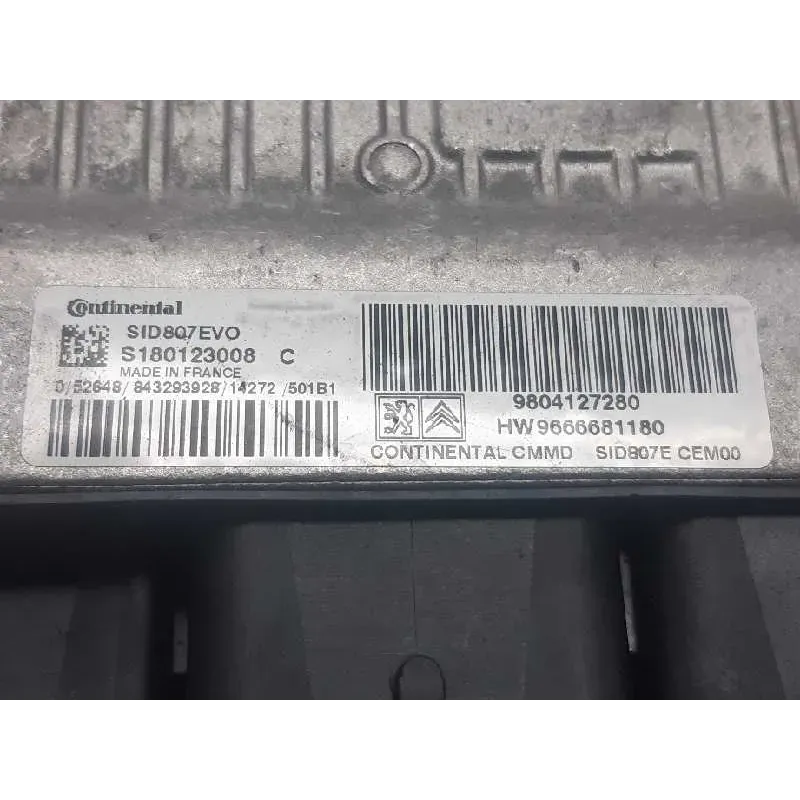 Continental
SID807EVO
S180123008 C
MADE IN FRANCE
0/52648/843293928/14272/501B1
9804127280
HW9666681180
CONTINENTAL CMMD SID807E CEM00